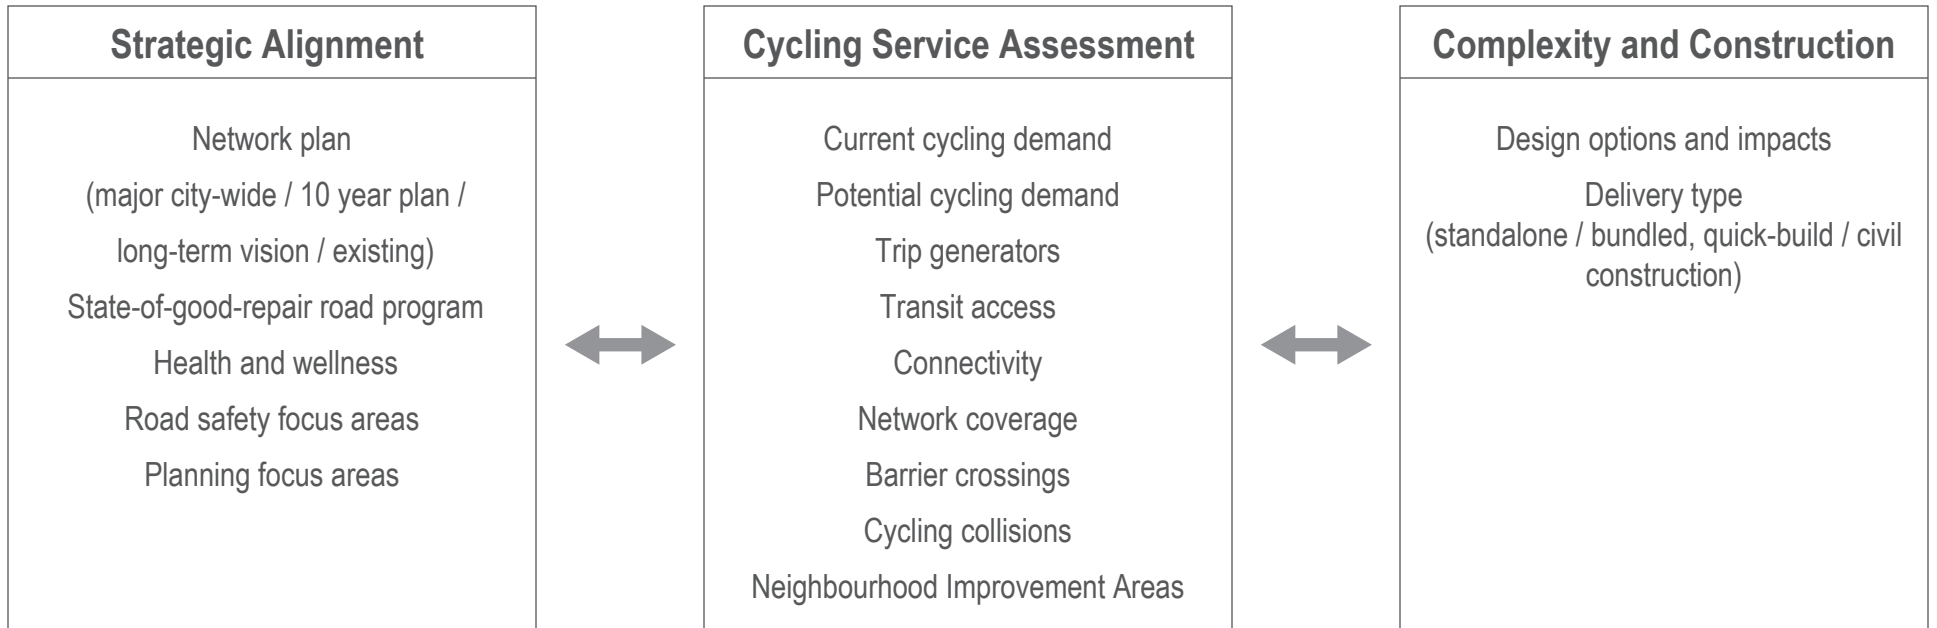 Strategic Alignment
Network plan
(major city-wide / 10 year plan /
long-term vision / existing)
State-of-good-repair road program
Health and wellness
Road safety focus areas
Planning focus areas
Cycling Service Assessment
Current cycling demand
Potential cycling demand
Trip generators
Transit access
Connectivity
Network coverage
Barrier crossings
Cycling collisions
Neighbourhood Improvement Areas
Complexity and Construction
Design options and impacts
Delivery type
(standalone / bundled, quick-build / civil
construction)